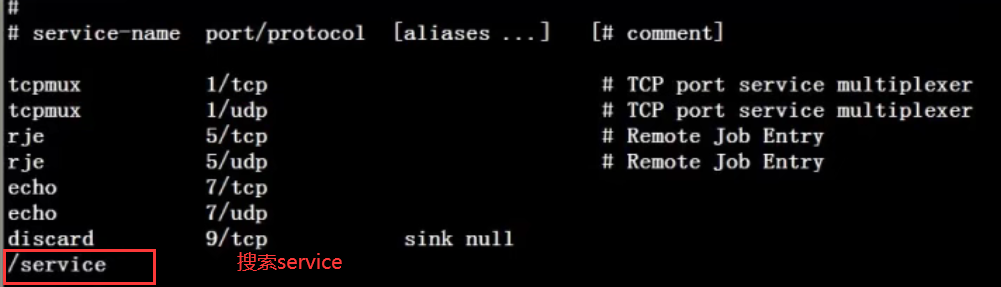 #
# service-name port/protocol [aliases ...] [# comment]
tcpmux 1/tcp # TCP port service multiplexer
tcpmux 1/udp # TCP port service multiplexer
rje 5/tcp # Remote Job Entry
rje 5/udp # Remote Job Entry
echo 7/tcp
echo 7/udp
discard 9/tcp sink null
/service 搜索service